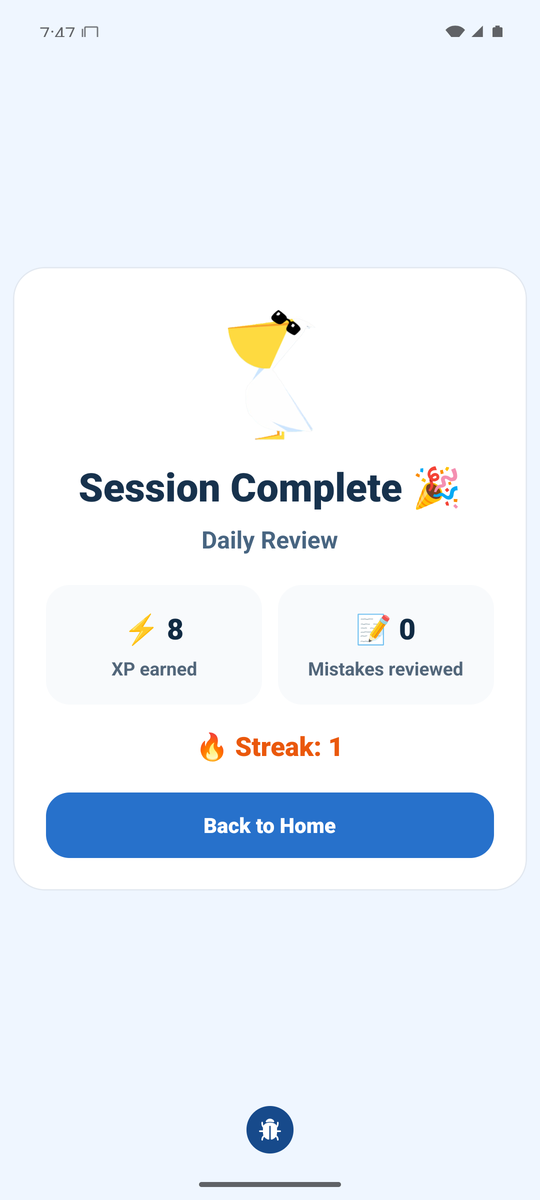 7:47
Session Complete 🎉
Daily Review
⚡ 8
XP earned
📝 0
Mistakes reviewed
🔥 Streak: 1
Back to Home